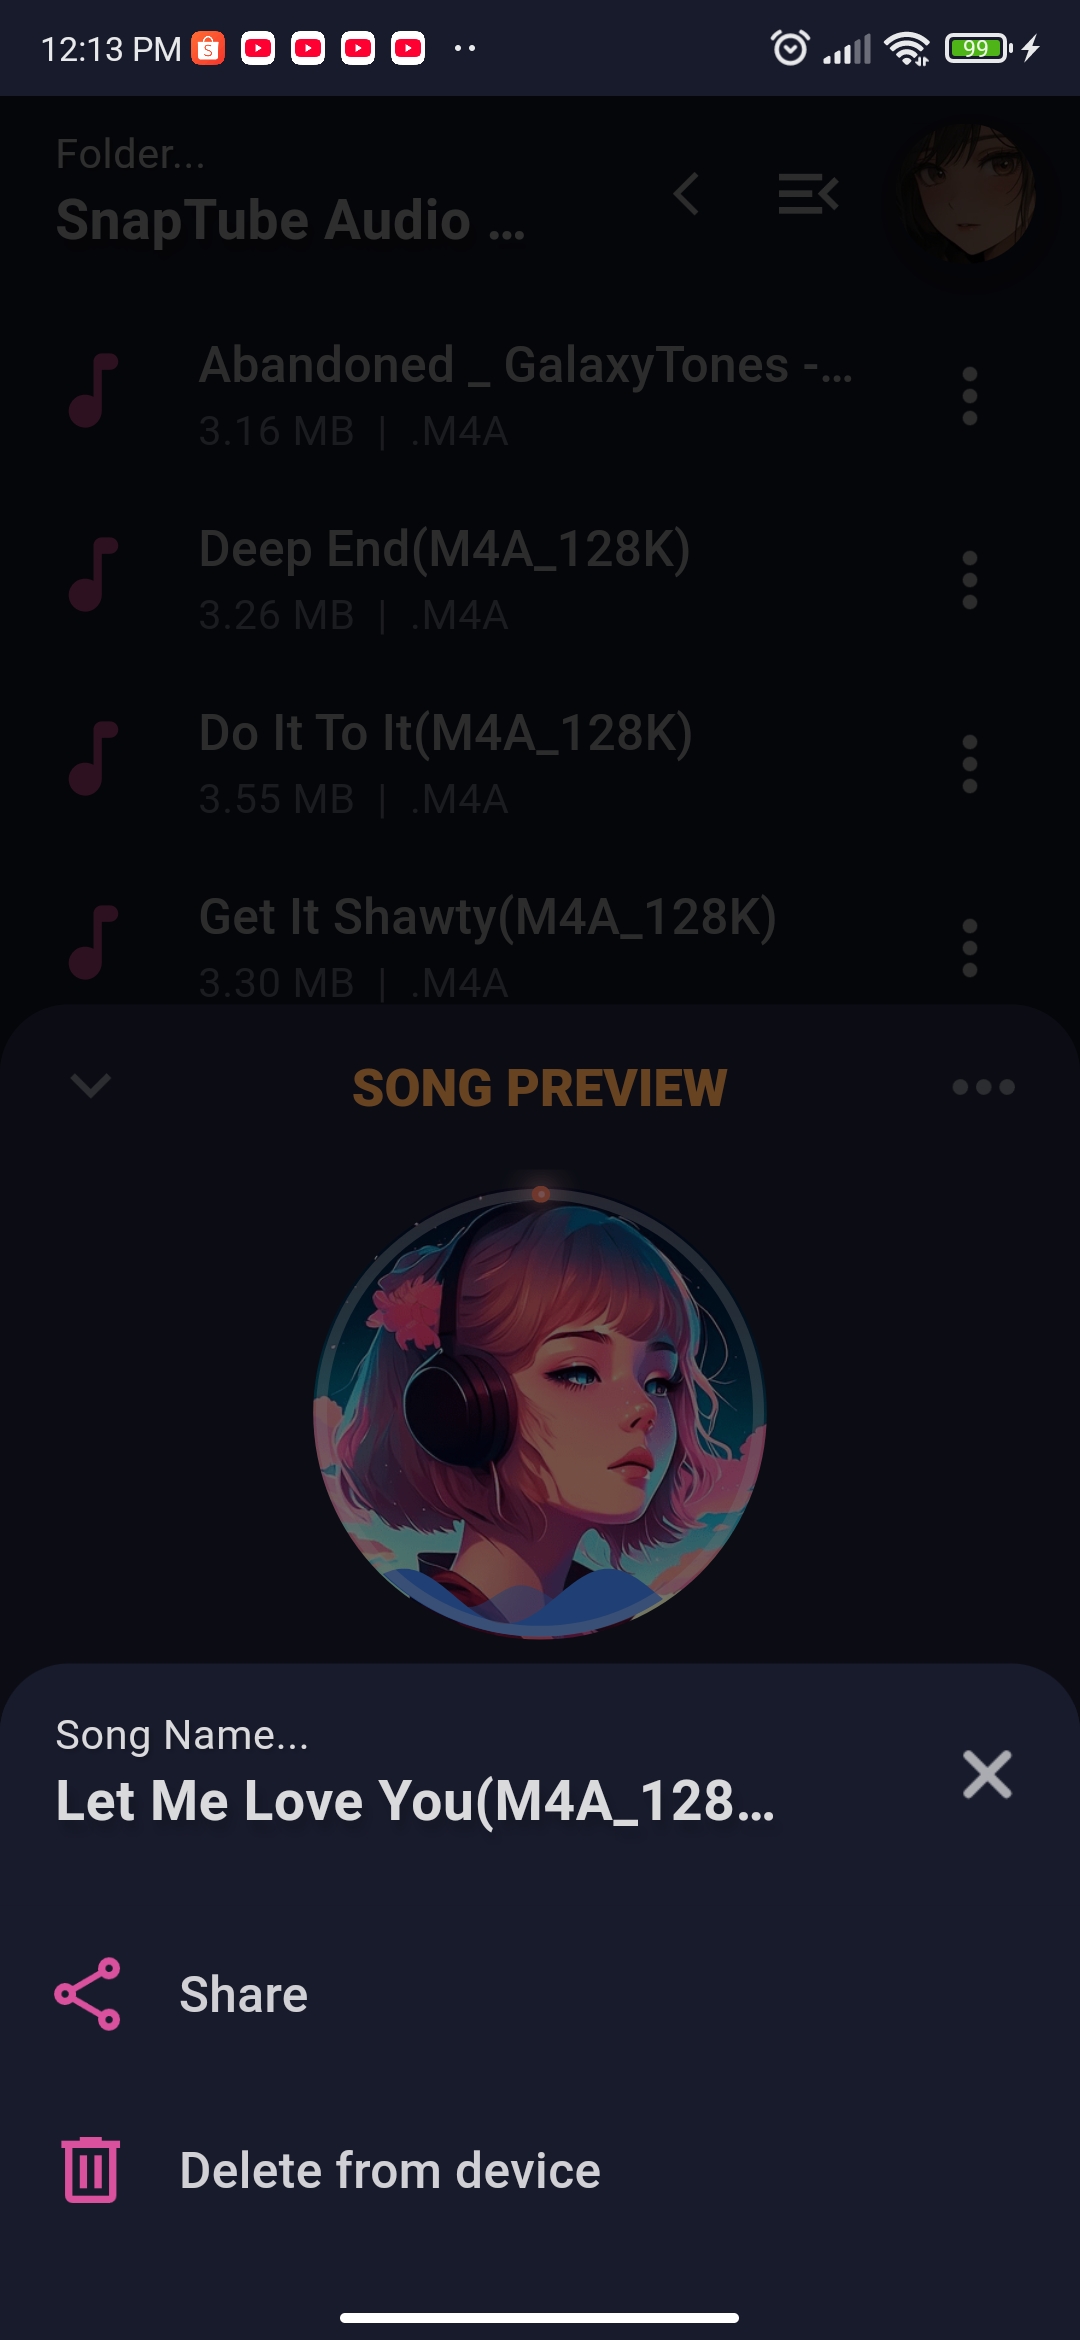 12:13 PM
99
Folder...
SnapTube Audio ...
Abandoned _ GalaxyTones -...
3.16 MB | .M4A
Deep End(M4A_128K)
3.26 MB | .M4A
Do It To It(M4A_128K)
3.55 MB | .M4A
Get It Shawty(M4A_128K)
3.30 MB | .M4A
SONG PREVIEW
Song Name...
Let Me Love You(M4A_128...
Share
Delete from device